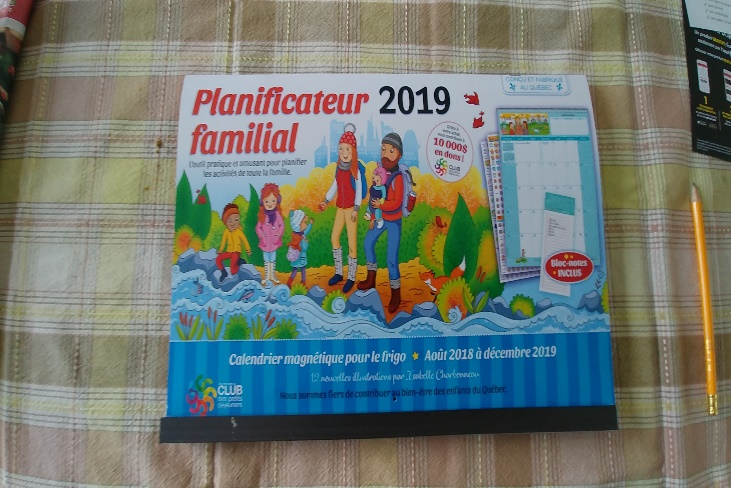 CONÇU ET FABRIQUÉ
AU QUÉBEC
Planificateur 2019
familial
L'outil pratique et amusant pour planifier
les activités de toute la famille.
10 000$
en dons !
CLUB
Bloc-notes
INCLUS
Calendrier magnétique pour le frigo ★ Août 2018 à décembre 2019
12 nouvelles illustrations par Isabelle Charbonneau
Nous sommes fiers de contribuer au bien-être des enfants du Québec.
CLUB
des petits
déjeuners